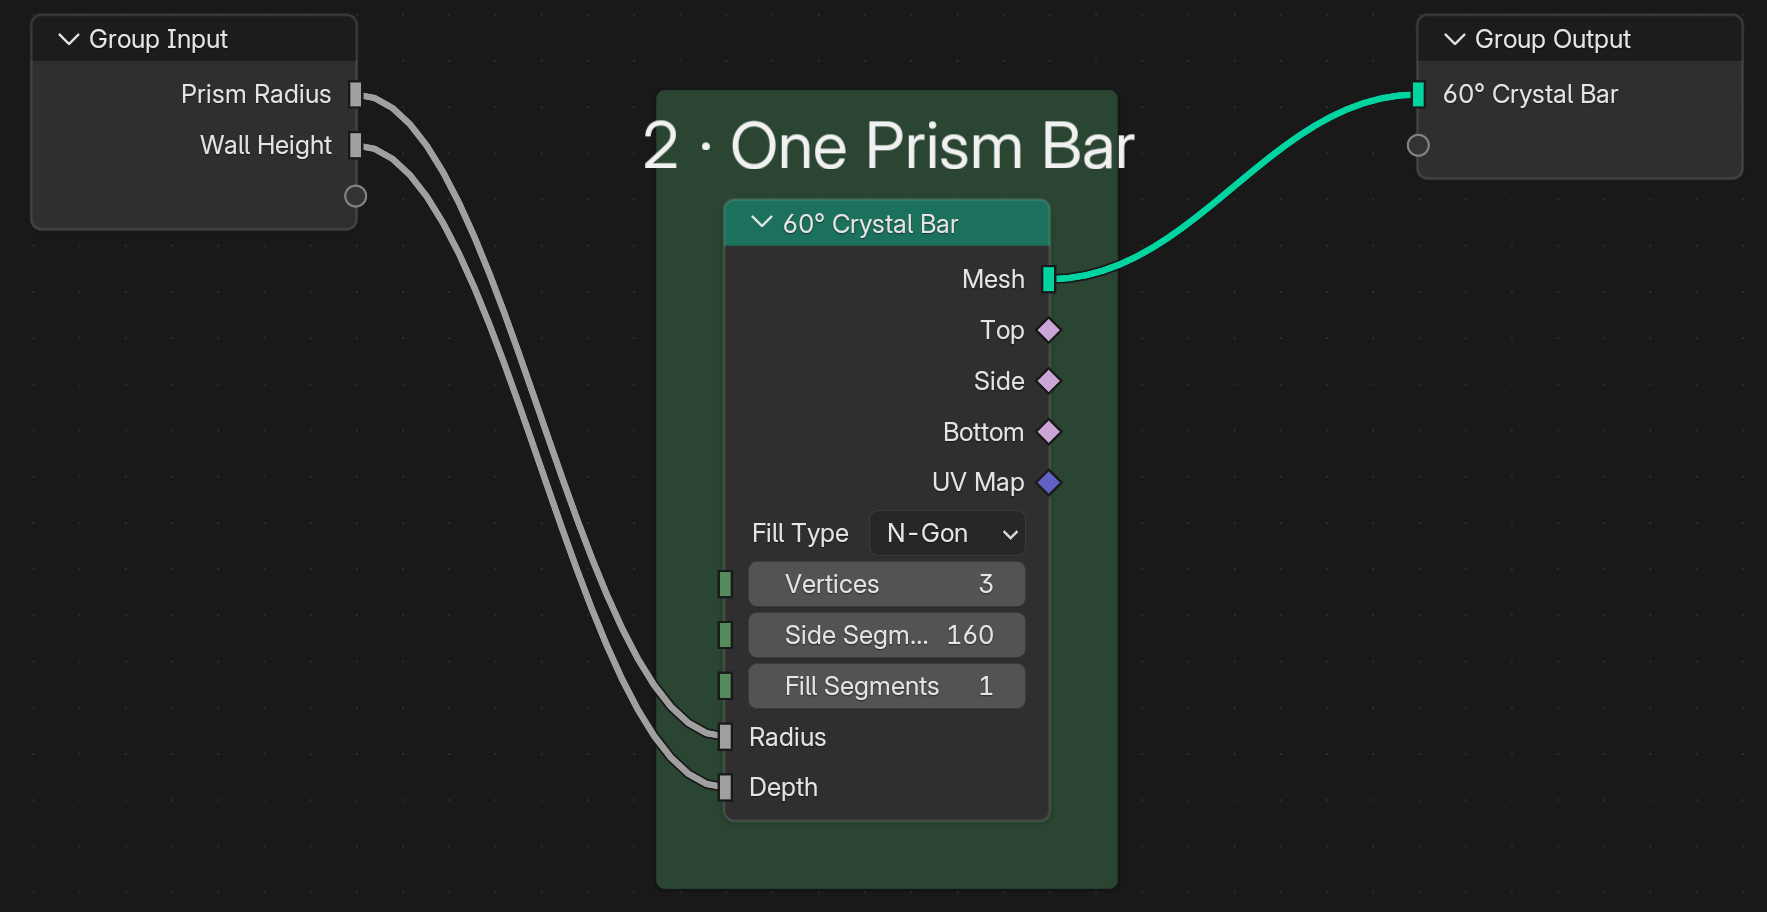 Group Input
Prism Radius
Wall Height
2 · One Prism Bar
60° Crystal Bar
Mesh
Top
Side
Bottom
UV Map
Fill Type N-Gon
Vertices 3
Side Segm... 160
Fill Segments 1
Radius
Depth
Group Output
60° Crystal Bar